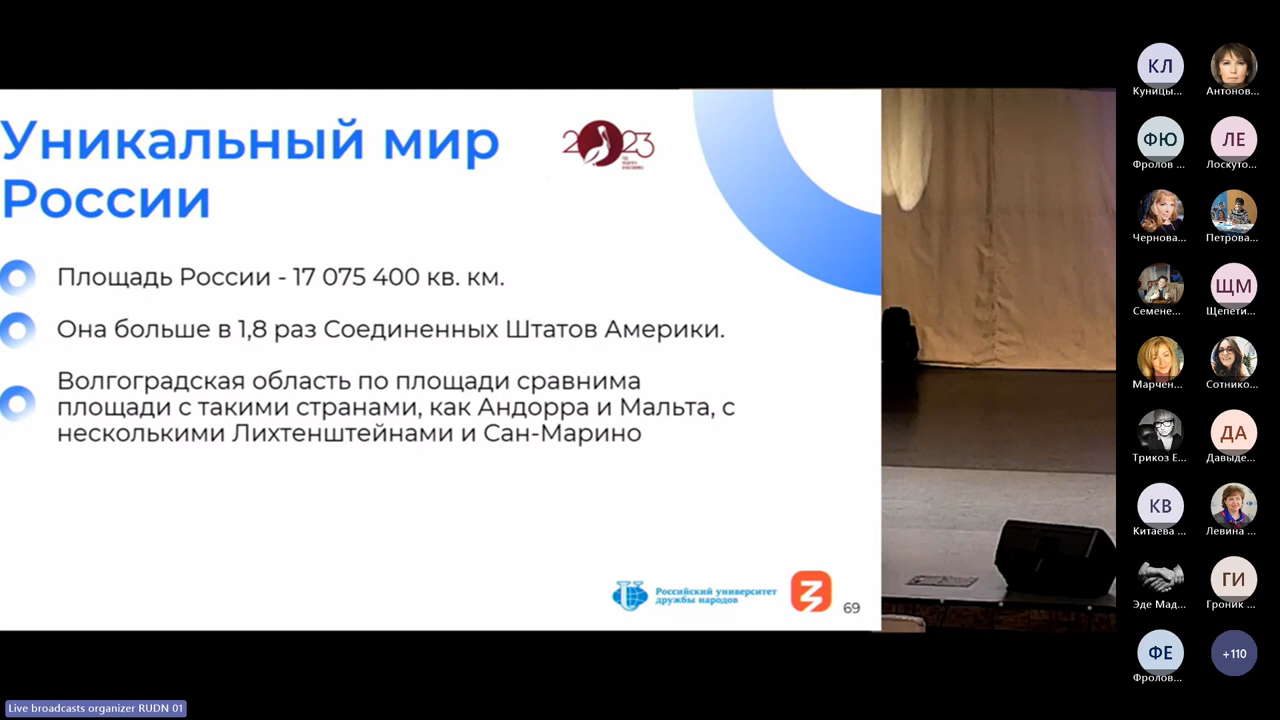 Уникальный мир
России
2023
Площадь России - 17 075 400 кв. км.
Она больше в 1,8 раз Соединенных Штатов Америки.
Волгоградская область по площади сравнима
площади с такими странами, как Андорра и Мальта, с
несколькими Лихтенштейнами и Сан-Марино
Российский университет
дружбы народов
69
КЛ
Куницы...
Антонов...
ФЮ
Фролов ...
ЛЕ
Лоскуто...
Чернова...
Петрова...
Семене...
ЩМ
Щепети...
Марчен...
Сотнико...
Трикоз Е...
ДА
Давыде...
КВ
Китаева ...
Левина ...
Эде Мад...
ГИ
Гроник ...
ФЕ
Фролов...
+110
Live broadcasts organizer RUDN 01